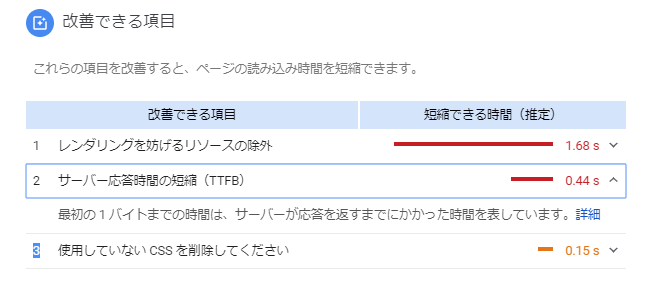 改善できる項目
これらの項目を改善すると、ページの読み込み時間を短縮できます。
改善できる項目 短縮できる時間（推定）
1 レンダリングを妨げるリソースの除外 1.68 s
2 サーバー応答時間の短縮（TTFB） 0.44 s
最初の 1 バイトまでの時間は、サーバーが応答を返すまでにかかった時間を表しています。詳細
3 使用していない CSS を削除してください 0.15 s